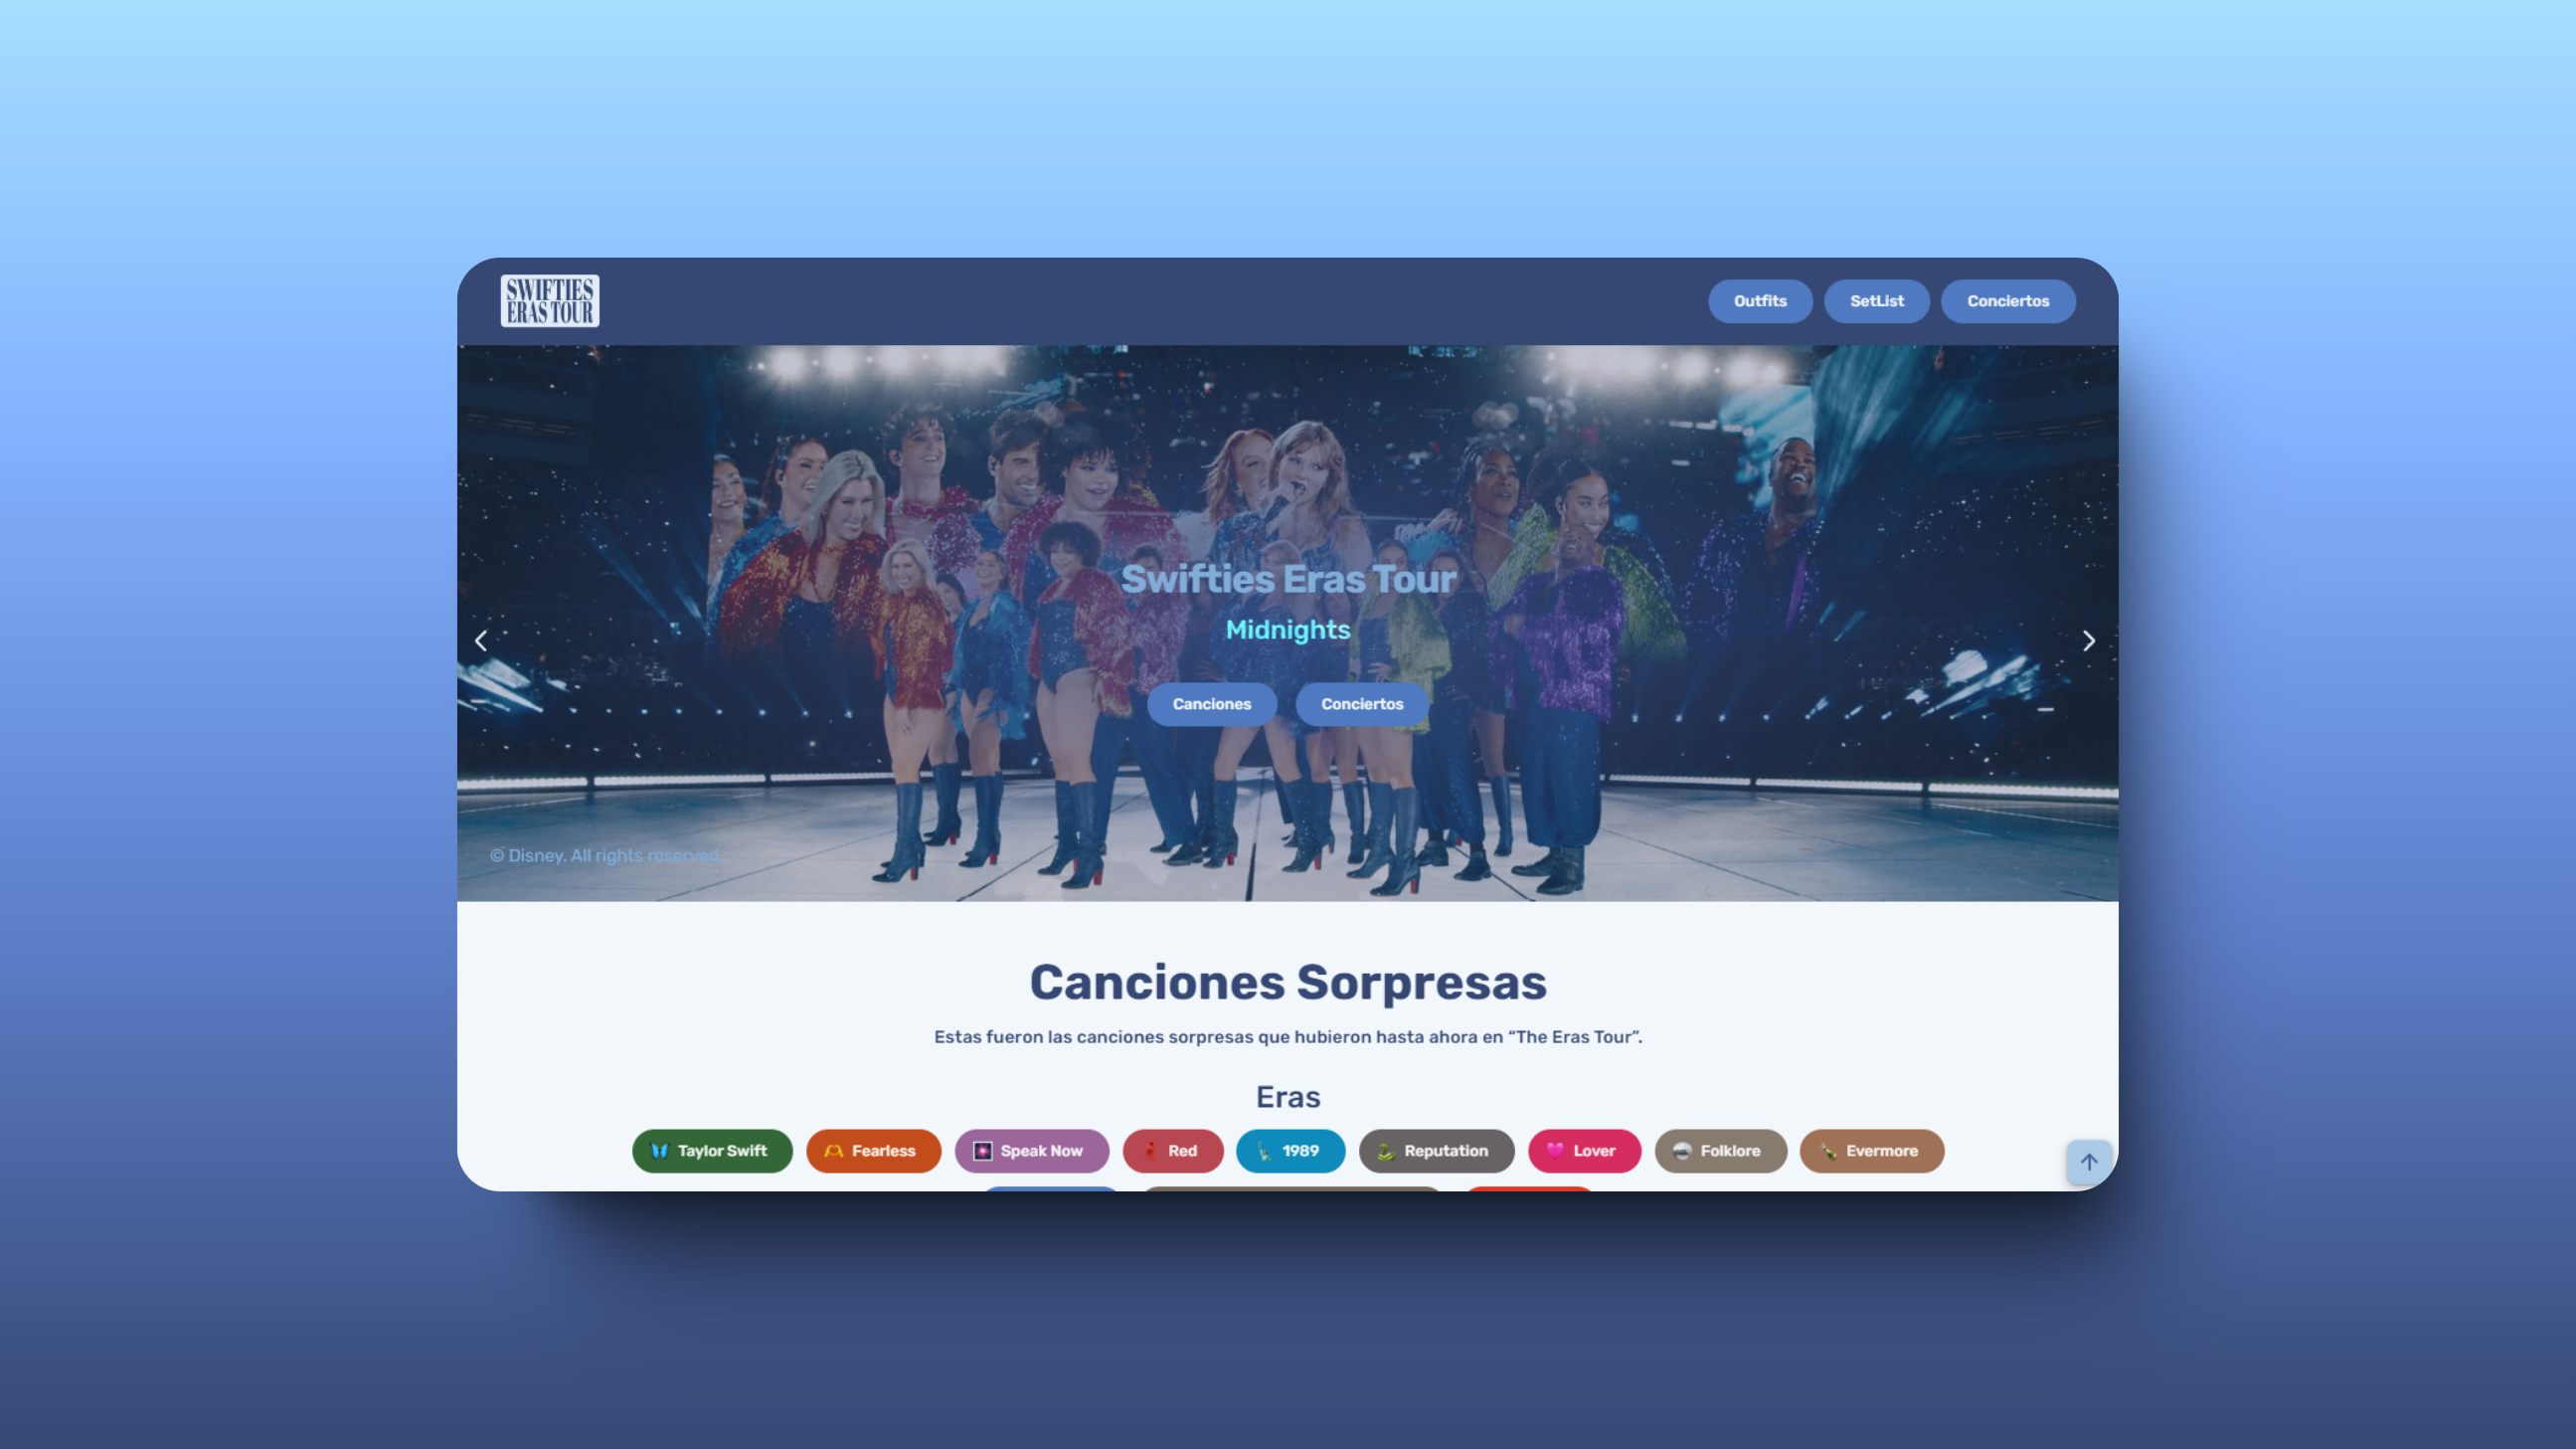 SWIFTIES
ERAS TOUR
Outfits SetList Conciertos
Swifties Eras Tour
Midnights
Canciones Conciertos
© Disney. All rights reserved.
Canciones Sorpresas
Estas fueron las canciones sorpresas que hubieron hasta ahora en “The Eras Tour”.
Eras
Taylor Swift Fearless Speak Now Red 1989 Reputation Lover Folklore Evermore